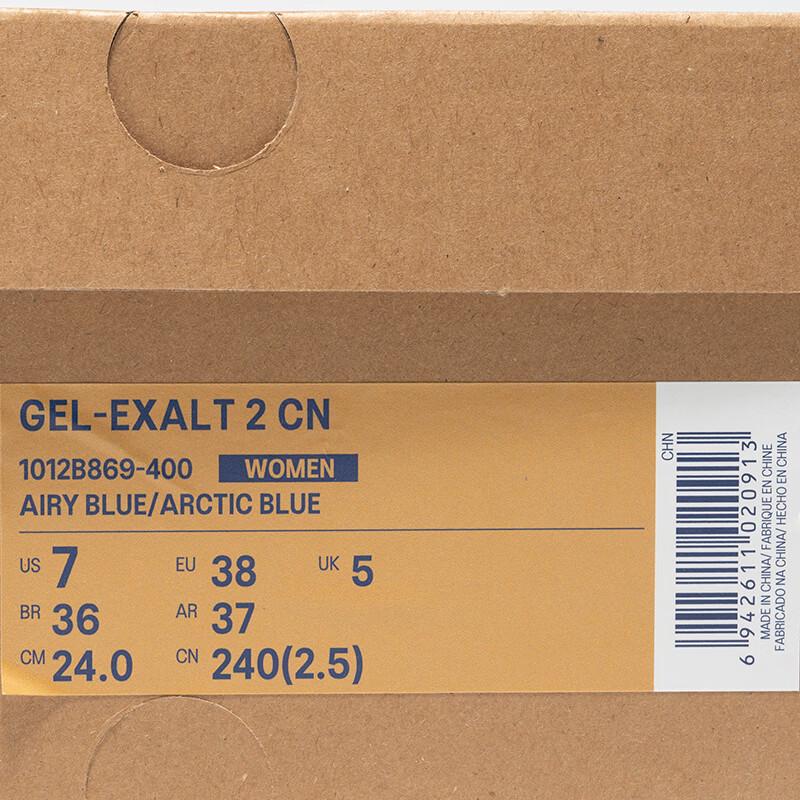 GEL-EXALT 2 CN
1012B869-400 WOMEN
AIRY BLUE/ARCTIC BLUE
US 7 EU 38 UK 5
BR 36 AR 37
CM 24.0 CN 240(2.5)
CHN
6 942611 020913
MADE IN CHINA/ FABRIQUE EN CHINE
FABRICADO NA CHINA/ HECHO EN CHINA